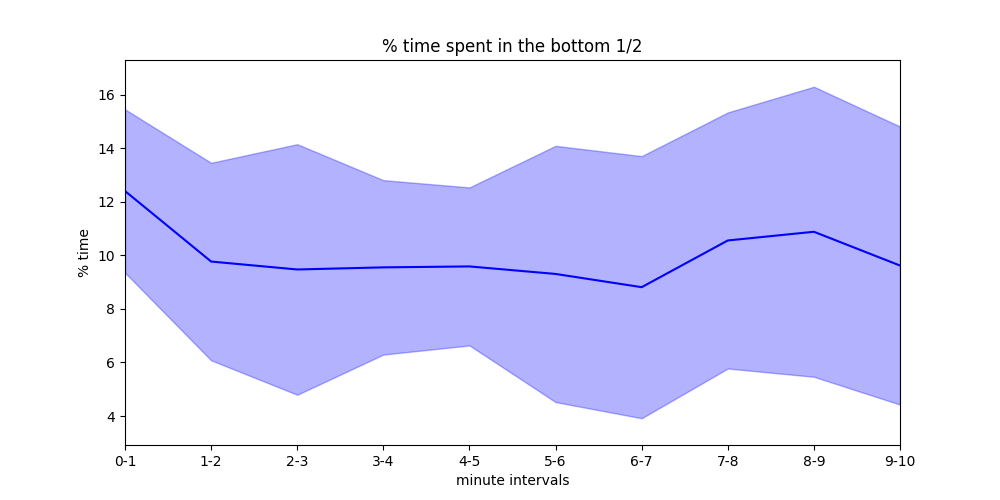 % time spent in the bottom 1/2
16
14
12
10
8
6
4
% time
0-1 1-2 2-3 3-4 4-5 5-6 6-7 7-8 8-9 9-10
minute intervals